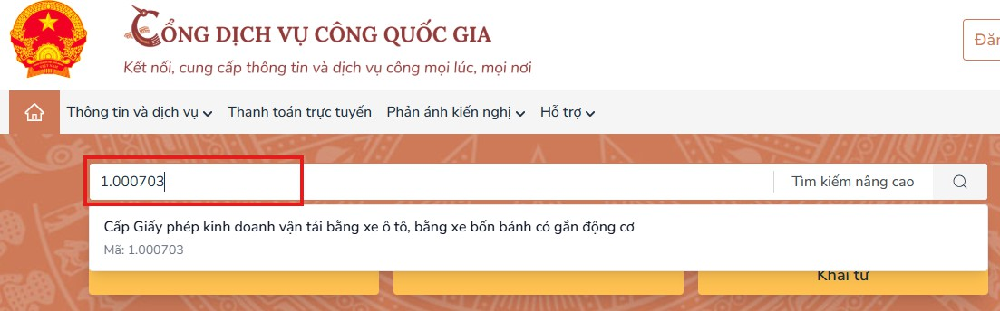 CỔNG DỊCH VỤ CÔNG QUỐC GIA
Kết nối, cung cấp thông tin và dịch vụ công mọi lúc, mọi nơi
Đăn
Thông tin và dịch vụ Thanh toán trực tuyến Phản ánh kiến nghị Hỗ trợ
1.000703 Tìm kiếm nâng cao
Cấp Giấy phép kinh doanh vận tải bằng xe ô tô, bằng xe bốn bánh có gắn động cơ
Mã: 1.000703
Khai tử